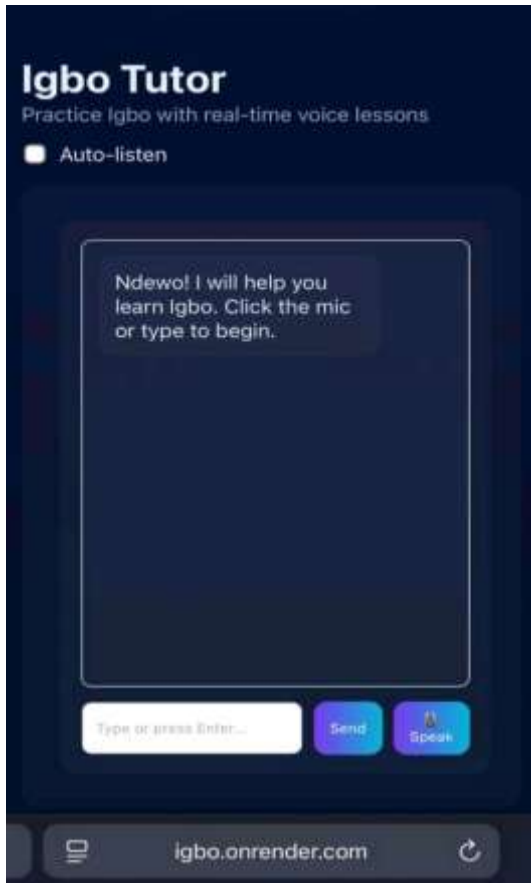 Igbo Tutor
Practice Igbo with real-time voice lessons
Auto-listen
Ndewo! I will help you
learn Igbo. Click the mic
or type to begin.
Type or press Enter...
Send
Speak
igbo.onrender.com